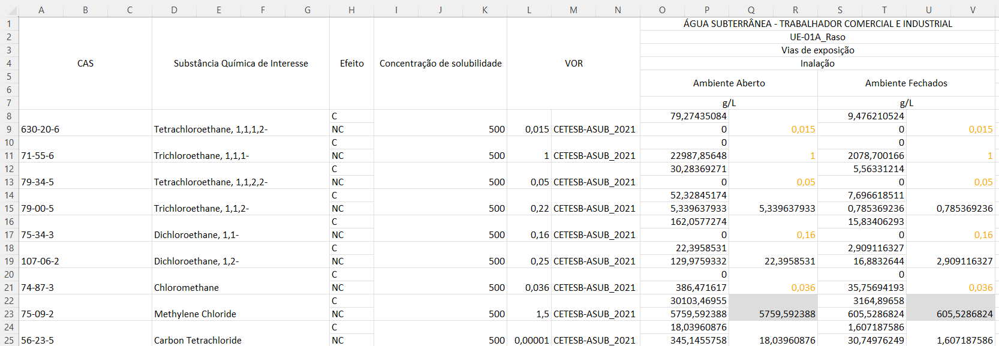 A B C D E F G H I J K L M N O P Q R S T U V
1 ÁGUA SUBTERRÂNEA - TRABALHADOR COMERCIAL E INDUSTRIAL
2 UE-01A_Raso
3 Vias de exposição
4 CAS Substância Química de Interesse Efeito Concentração de solubilidade VOR Inalação
5
6 Ambiente Aberto Ambiente Fechados
7 g/L g/L
8 C 79,27435084 9,476210524
9 630-20-6 Tetrachloroethane, 1,1,1,2- NC 500 0,015 CETESB-ASUB_2021 0 0,015 0 0,015
10 C 0 0
11 71-55-6 Trichloroethane, 1,1,1- NC 500 1 CETESB-ASUB_2021 22987,85648 1 2078,700166 1
12 C 30,28369271 5,56331214
13 79-34-5 Tetrachloroethane, 1,1,2,2- NC 500 0,05 CETESB-ASUB_2021 0 0,05 0 0,05
14 C 52,32845174 7,696618511
15 79-00-5 Trichloroethane, 1,1,2- NC 500 0,22 CETESB-ASUB_2021 5,339637933 5,339637933 0,785369236 0,785369236
16 C 162,0577274 15,83406293
17 75-34-3 Dichloroethane, 1,1- NC 500 0,16 CETESB-ASUB_2021 0 0,16 0 0,16
18 C 22,3958531 2,909116327
19 107-06-2 Dichloroethane, 1,2- NC 500 0,25 CETESB-ASUB_2021 129,9759332 22,3958531 16,8832644 2,909116327
20 C 0 0
21 74-87-3 Chloromethane NC 500 0,036 CETESB-ASUB_2021 386,471617 0,036 35,75694193 0,036
22 C 30103,46955 3164,89658
23 75-09-2 Methylene Chloride NC 500 1,5 CETESB-ASUB_2021 5759,592388 5759,592388 605,5286824 605,5286824
24 C 18,03960876 1,607187586
25 56-23-5 Carbon Tetrachloride NC 500 0,00001 CETESB-ASUB_2021 345,1455758 18,03960876 30,74976249 1,607187586